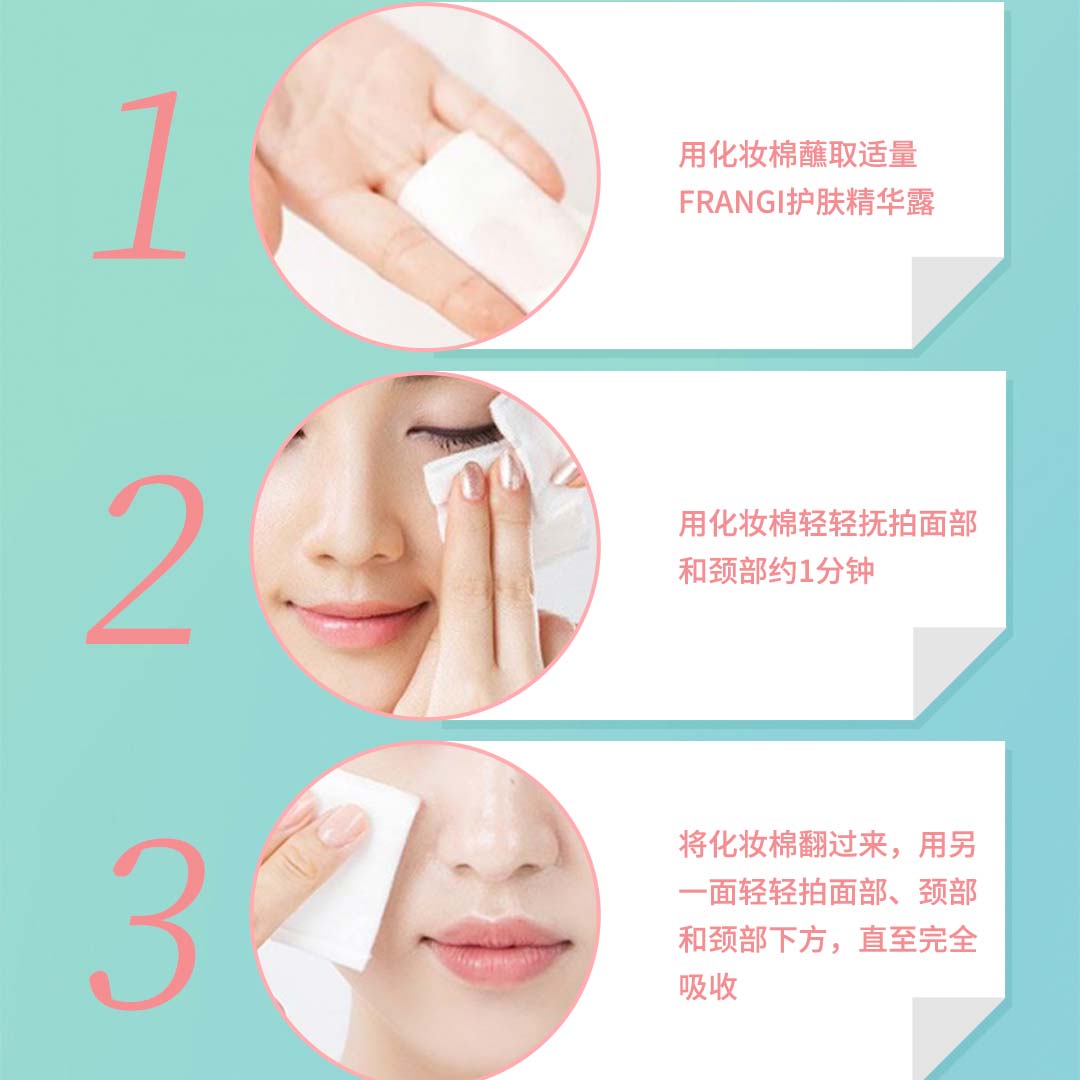 1
用化妆棉蘸取适量
FRANGI护肤精华露
2
用化妆棉轻轻抚拍面部
和颈部约1分钟
3
将化妆棉翻过来，用另
一面轻轻拍面部、颈部
和颈部下方，直至完全
吸收